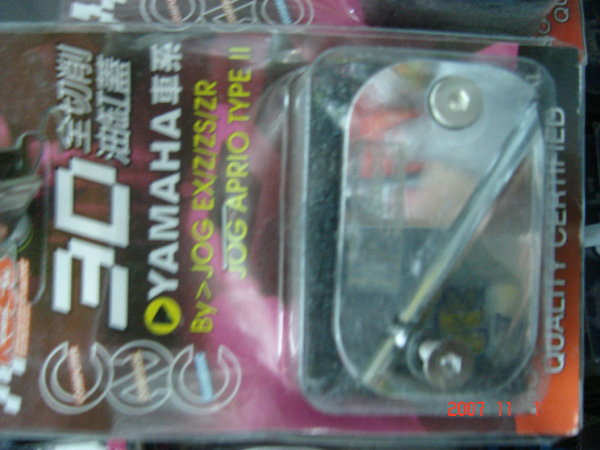 3D
全切削
油缸蓋
YAMAHA車系
By>JOG EX/Z/ZS/ZR
JOG APRIO TYPE II
QUALITY CERTIFIED
2007 11